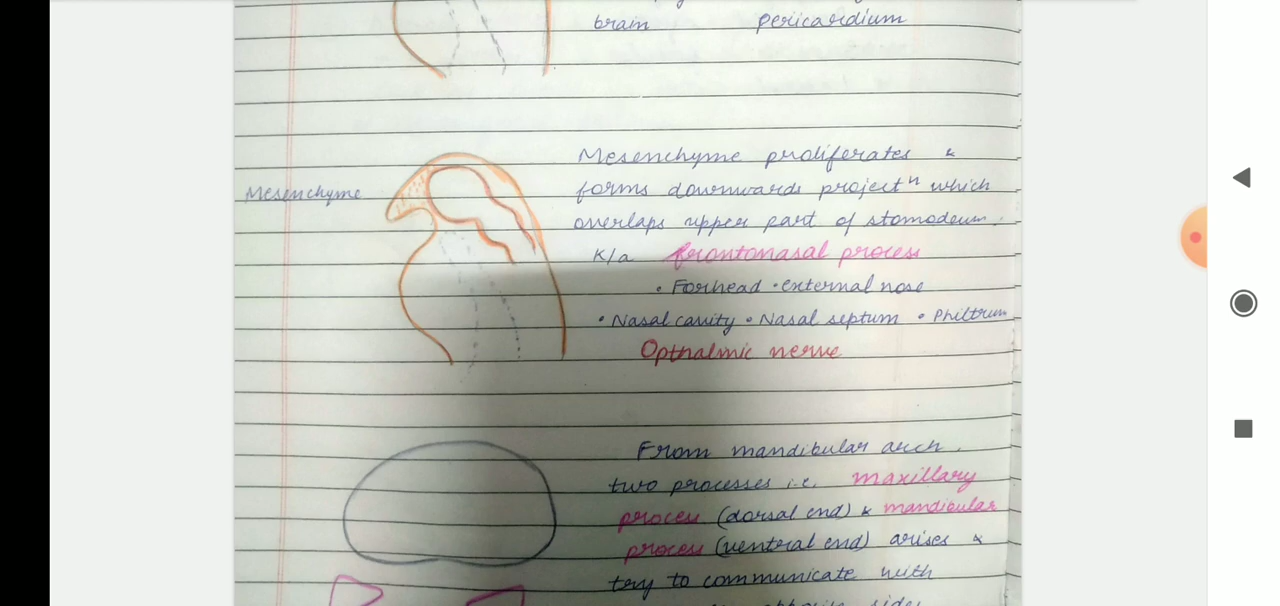 brain pericardium
Mesenchyme proliferates &
Mesenchyme
forms downwards projectⁿ which
overlaps upper part of stomodeum.
K/a frontonasal process
• Forhead • external nose
• Nasal cavity • Nasal septum • Philtrum
Opthalmic nerve
From mandibular arch.
two processes i.e. maxillary
process (dorsal end) & mandibular
process (ventral end) arises &
try to communicate with